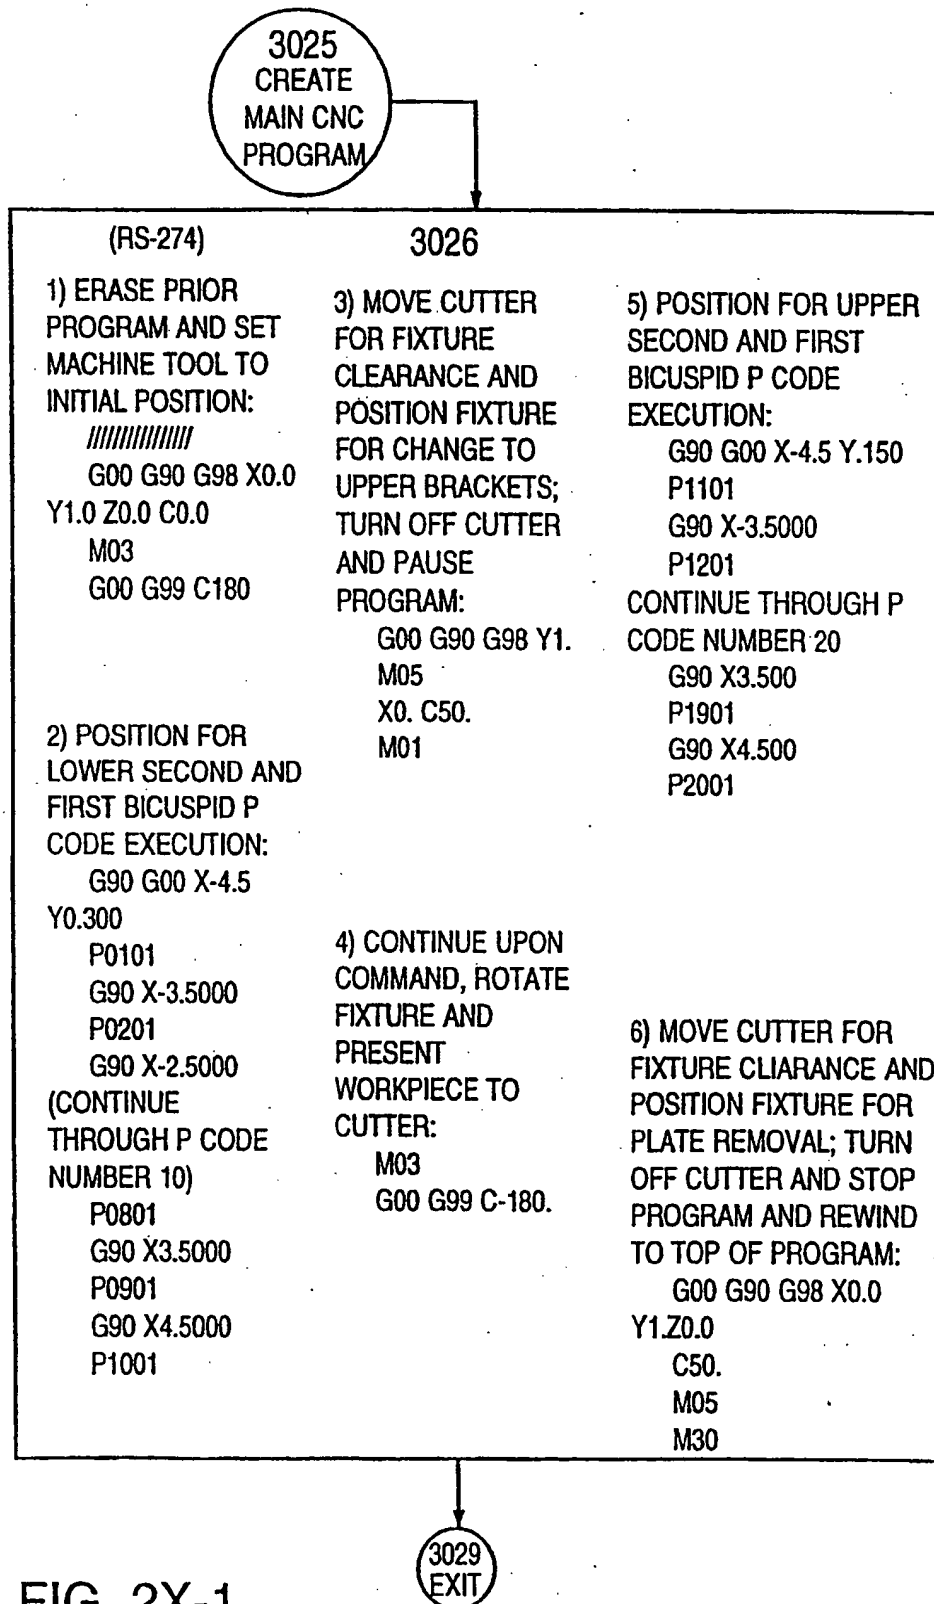 3025
CREATE
MAIN CNC
PROGRAM
(RS-274)
3026
1) ERASE PRIOR
PROGRAM AND SET
MACHINE TOOL TO
INITIAL POSITION:
////////////////
G00 G90 G98 X0.0
Y1.0 Z0.0 C0.0
M03
G00 G99 C180
2) POSITION FOR
LOWER SECOND AND
FIRST BICUSPID P
CODE EXECUTION:
G90 G00 X-4.5
Y0.300
P0101
G90 X-3.5000
P0201
G90 X-2.5000
(CONTINUE
THROUGH P CODE
NUMBER 10)
P0801
G90 X3.5000
P0901
G90 X4.5000
P1001
3) MOVE CUTTER
FOR FIXTURE
CLEARANCE AND
POSITION FIXTURE
FOR CHANGE TO
UPPER BRACKETS;
TURN OFF CUTTER
AND PAUSE
PROGRAM:
G00 G90 G98 Y1.
M05
X0. C50.
M01
4) CONTINUE UPON
COMMAND, ROTATE
FIXTURE AND
PRESENT
WORKPIECE TO
CUTTER:
M03
G00 G99 C-180.
5) POSITION FOR UPPER
SECOND AND FIRST
BICUSPID P CODE
EXECUTION:
G90 G00 X-4.5 Y.150
P1101
G90 X-3.5000
P1201
CONTINUE THROUGH P
CODE NUMBER 20
G90 X3.500
P1901
G90 X4.500
P2001
6) MOVE CUTTER FOR
FIXTURE CLIARANCE AND
POSITION FIXTURE FOR
PLATE REMOVAL; TURN
OFF CUTTER AND STOP
PROGRAM AND REWIND
TO TOP OF PROGRAM:
G00 G90 G98 X0.0
Y1.Z0.0
C50.
M05
M30
3029
EXIT
FIG. 2X-1